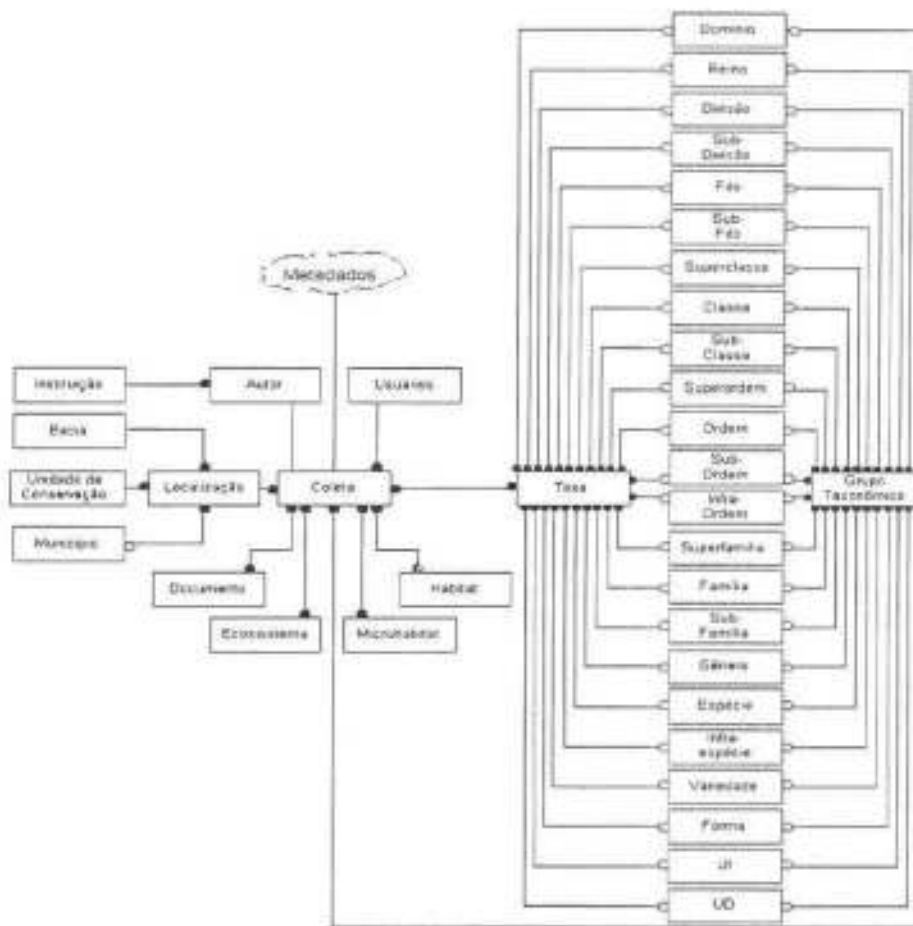 Domínio
Reino
Divisão
Sub-
Divisão
Filo
Sub-
Filo
Superclasse
Classe
Sub-
Classe
Superordem
Ordem
Sub-
Ordem
Infra-
Ordem
Superfamília
Família
Sub-
Família
Gênero
Espécie
Infra-
espécie
Variedade
Forma
UD
Metadados
Instituição
Autor
Usuários
Bacia
Unidade de
Conservação
Localização
Coleta
Taxa
Grupo
Taxonômico
Município
Documento
Habitat
Ecossistema
Microhabitat